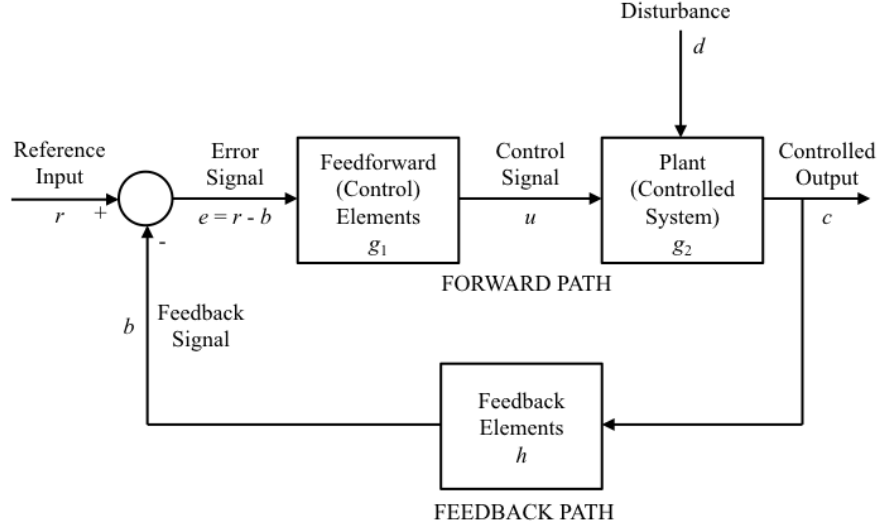 Disturbance
d
Reference
Input
r
+
-
Error
Signal
e = r - b
Feedforward
(Control)
Elements
g1
Control
Signal
u
Plant
(Controlled
System)
g2
Controlled
Output
c
FORWARD PATH
b
Feedback
Signal
Feedback
Elements
h
FEEDBACK PATH